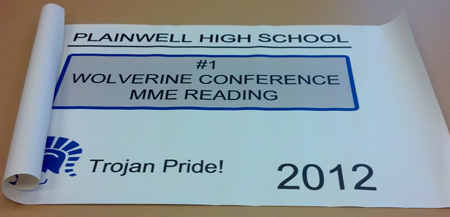 PLAINWELL HIGH SCHOOL
#1
WOLVERINE CONFERENCE
MME READING
Trojan Pride!
2012